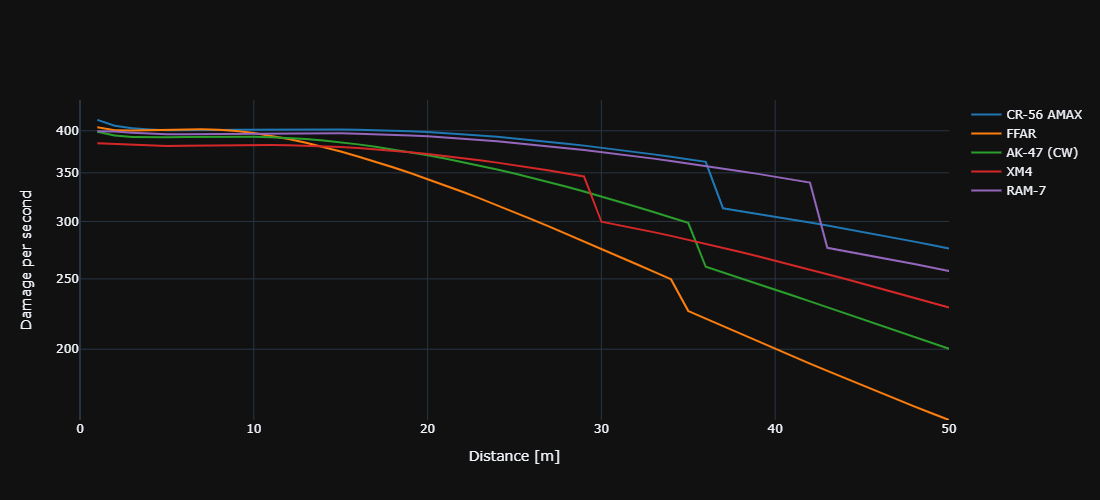 Damage per second
400
350
300
250
200
0
10
20
30
40
50
Distance [m]
CR-56 AMAX
FFAR
AK-47 (CW)
XM4
RAM-7